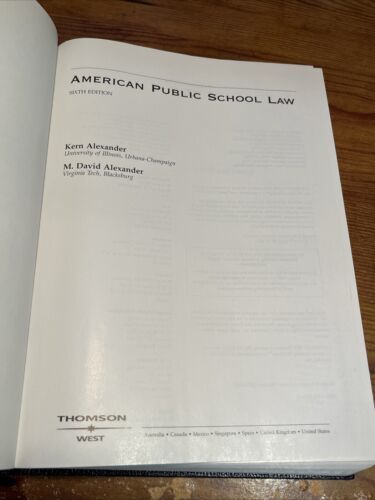 AMERICAN PUBLIC SCHOOL LAW
SIXTH EDITION
Kern Alexander
University of Illinois, Urbana-Champaign
M. David Alexander
Virginia Tech, Blacksburg
THOMSON
WEST
Australia • Canada • Mexico • Singapore • Spain • United Kingdom • United States